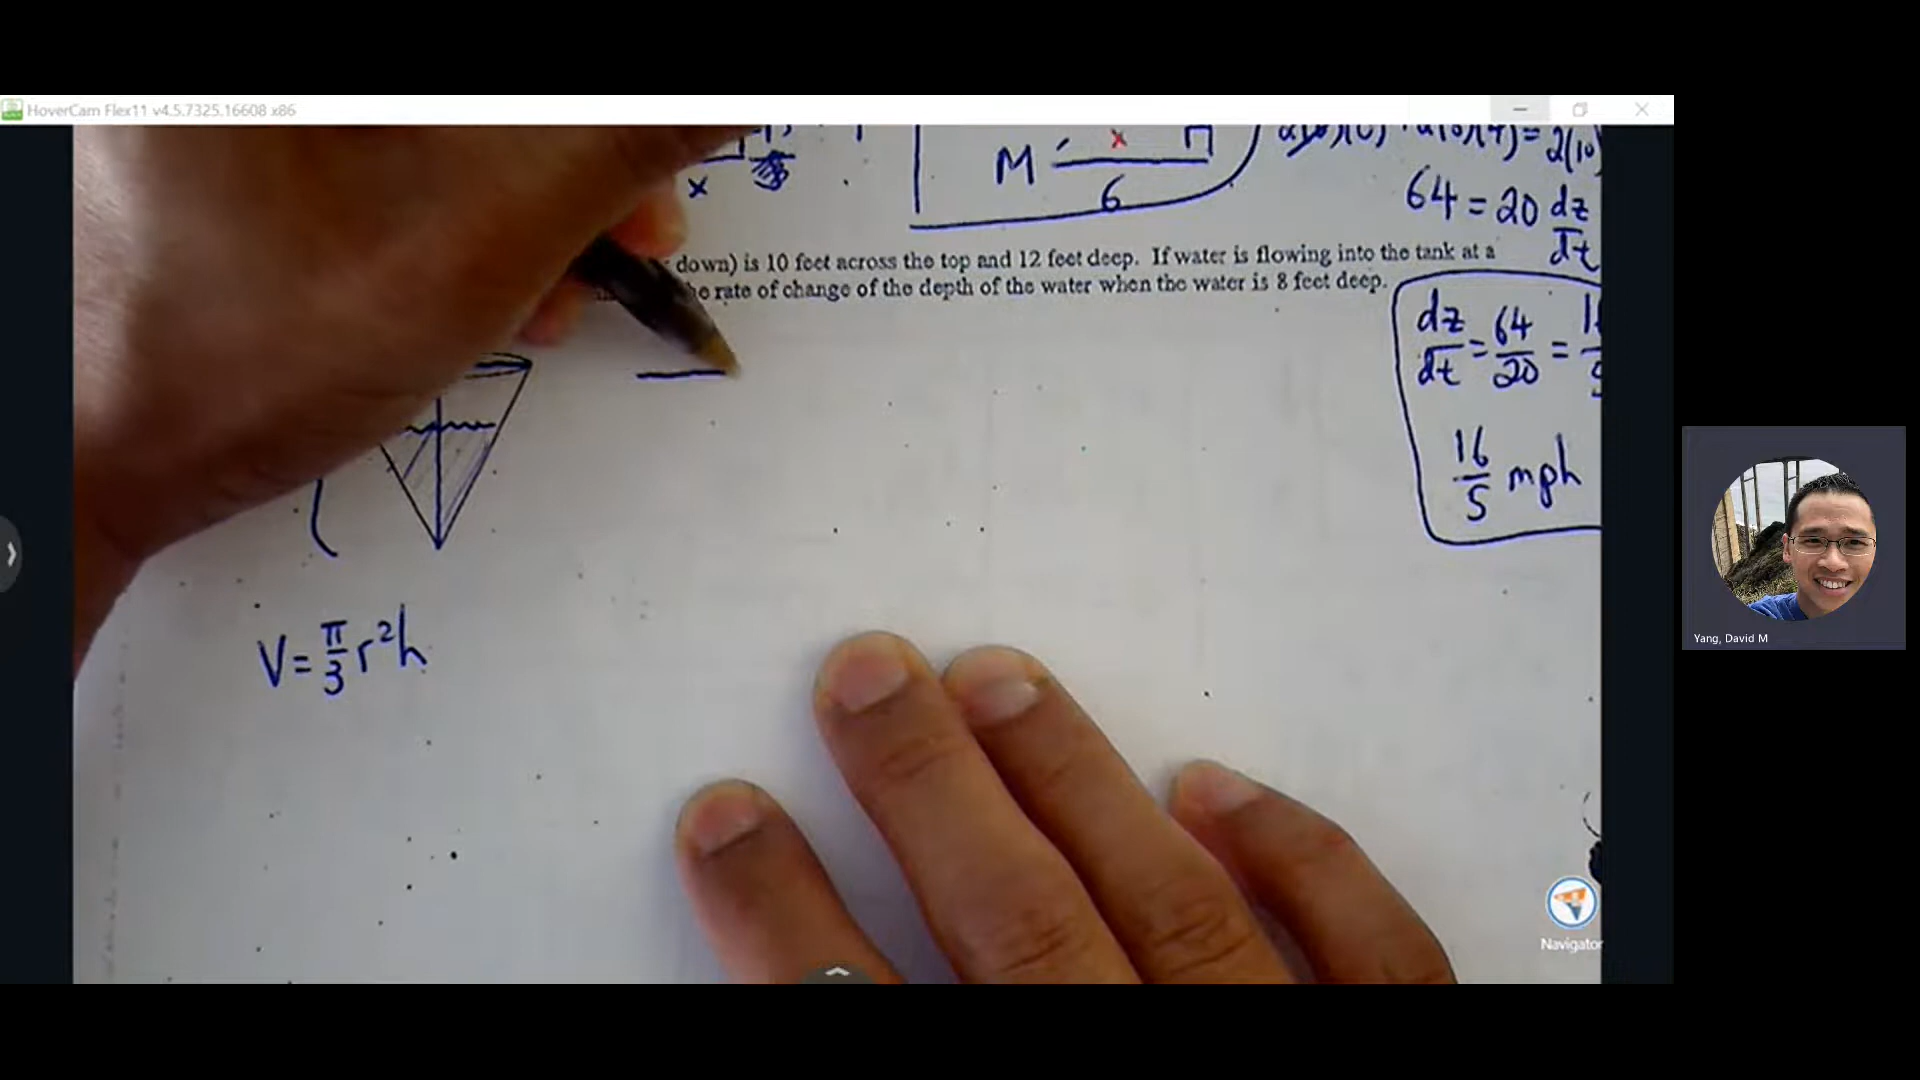 HoverCam Flex11 v4.5.7325.16608 x86
x
M x
6
64 = 20 dz/dt
down) is 10 feet across the top and 12 feet deep. If water is flowing into the tank at a
rate of change of the depth of the water when the water is 8 feet deep.
dz/dt = 64/20 =
16/5 mph
V = π/3 r²h
Navigator
Yang, David M